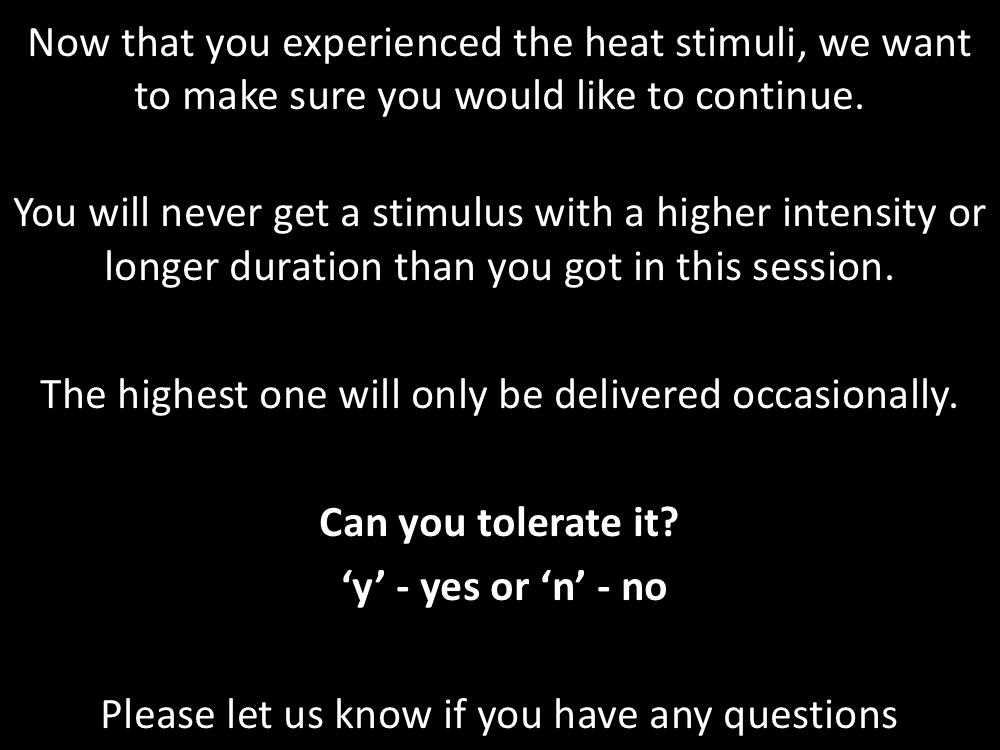 Now that you experienced the heat stimuli, we want
to make sure you would like to continue.
You will never get a stimulus with a higher intensity or
longer duration than you got in this session.
The highest one will only be delivered occasionally.
Can you tolerate it?
‘y’ - yes or ‘n’ - no
Please let us know if you have any questions